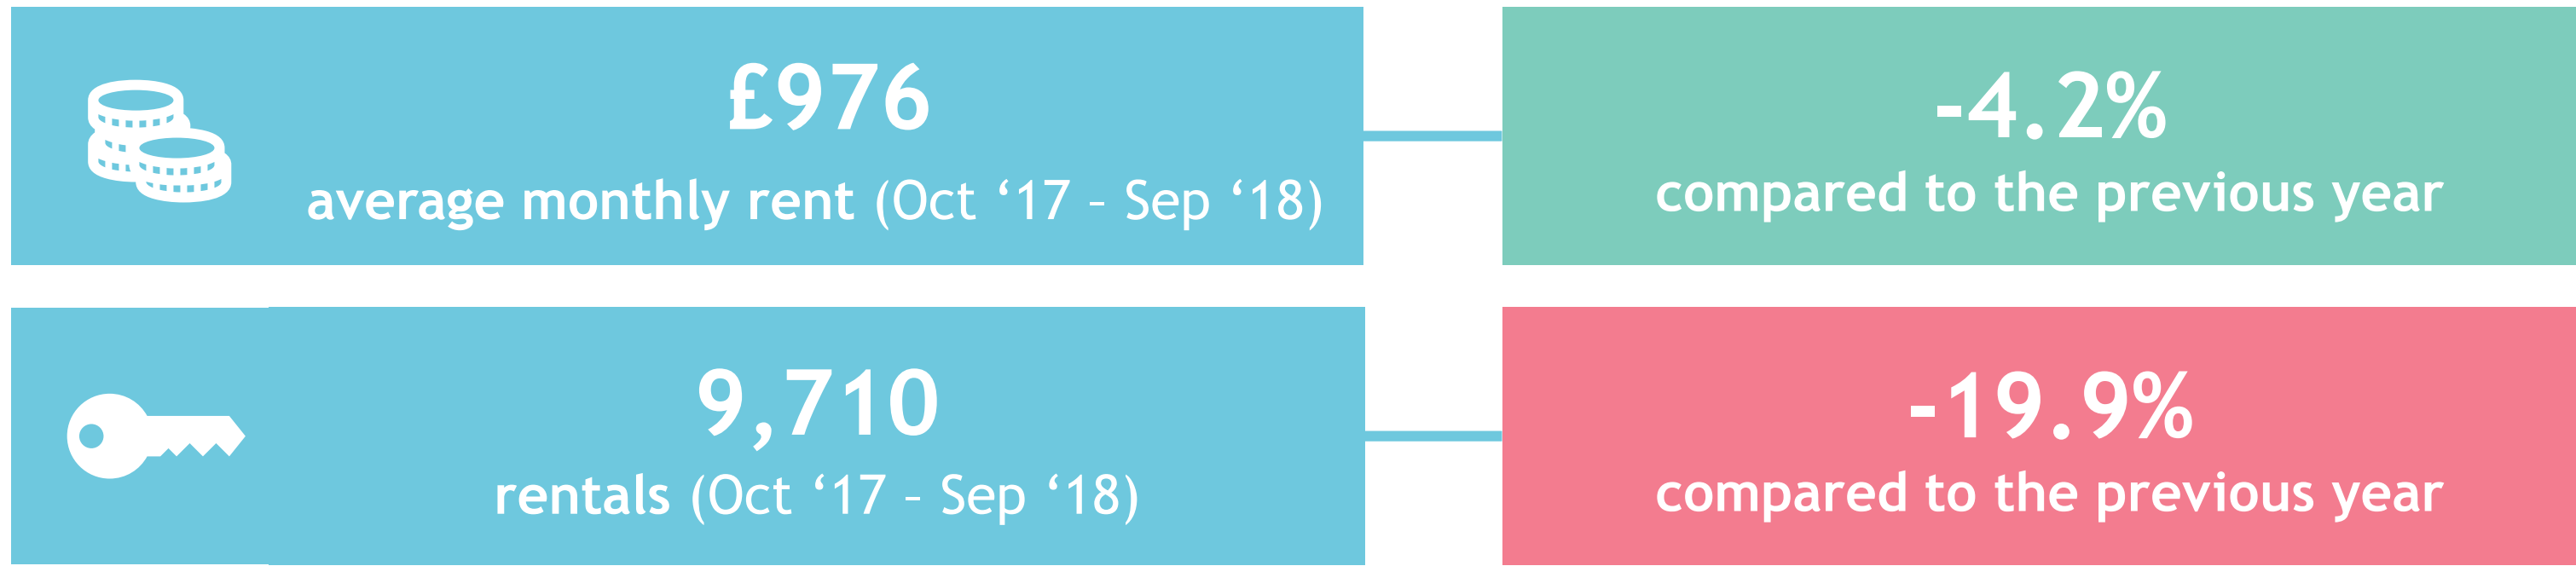 £976
average monthly rent (Oct ‘17 – Sep ‘18)
-4.2%
compared to the previous year
9,710
rentals (Oct ‘17 – Sep ‘18)
-19.9%
compared to the previous year